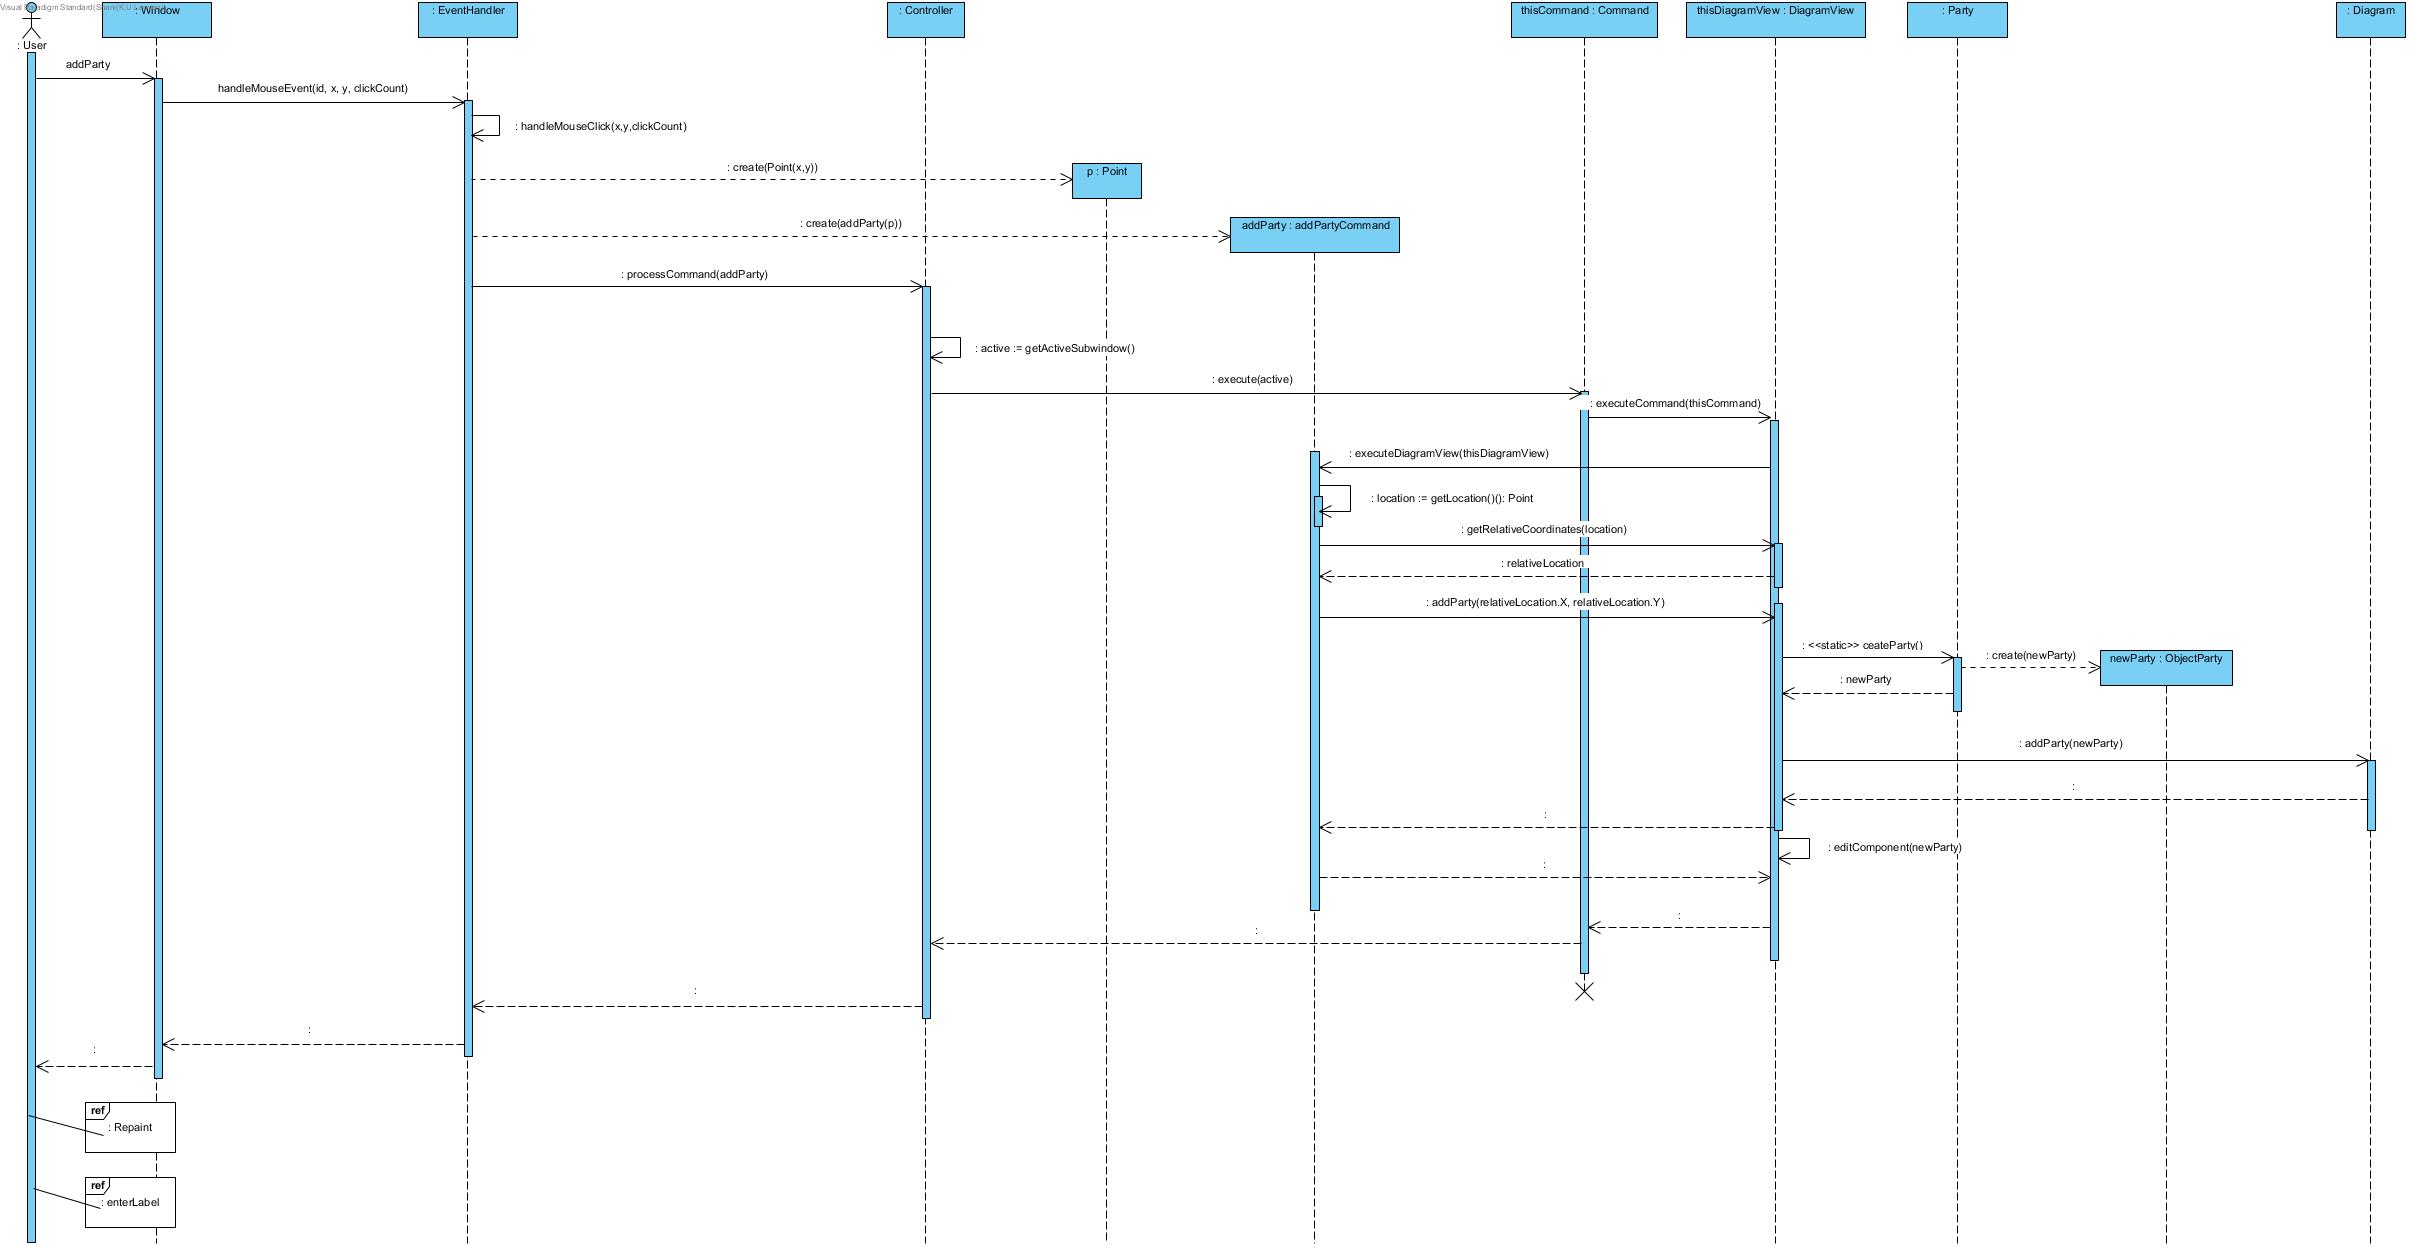 Visual Paradigm Standard
: Window
: EventHandler
: Controller
thisCommand : Command
thisDiagramView : DiagramView
: Party
: Diagram
: User
addParty
handleMouseEvent(id, x, y, clickCount)
: handleMouseClick(x,y,clickCount)
: create(Point(x,y))
p : Point
: create(addParty(p))
addParty : addPartyCommand
: processCommand(addParty)
: active := getActiveSubwindow()
: execute(active)
: executeCommand(thisCommand)
: executeDiagramView(thisDiagramView)
: location := getLocation()(): Point
: getRelativeCoordinates(location)
: relativeLocation
: addParty(relativeLocation.X, relativeLocation.Y)
: <<static>> ceateParty()
: create(newParty)
newParty : ObjectParty
: newParty
: addParty(newParty)
:
:
: editComponent(newParty)
:
:
:
:
:
:
ref
: Repaint
ref
: enterLabel